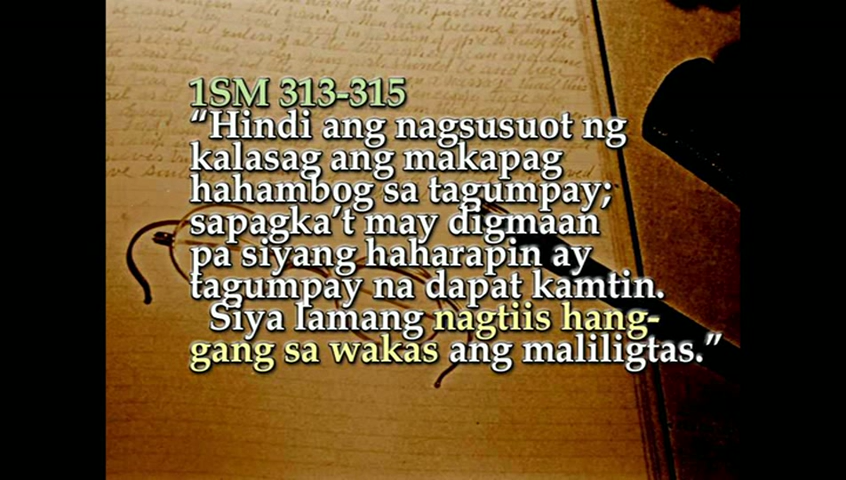 1SM 313-315
“Hindi ang nagsusuot ng
kalasag ang makapag
hahambog sa tagumpay;
sapagka’t may digmaan
pa siyang haharapin ay
tagumpay na dapat kamtin.
Siya lamang nagtiis hang-
gang sa wakas ang maliligtas.”